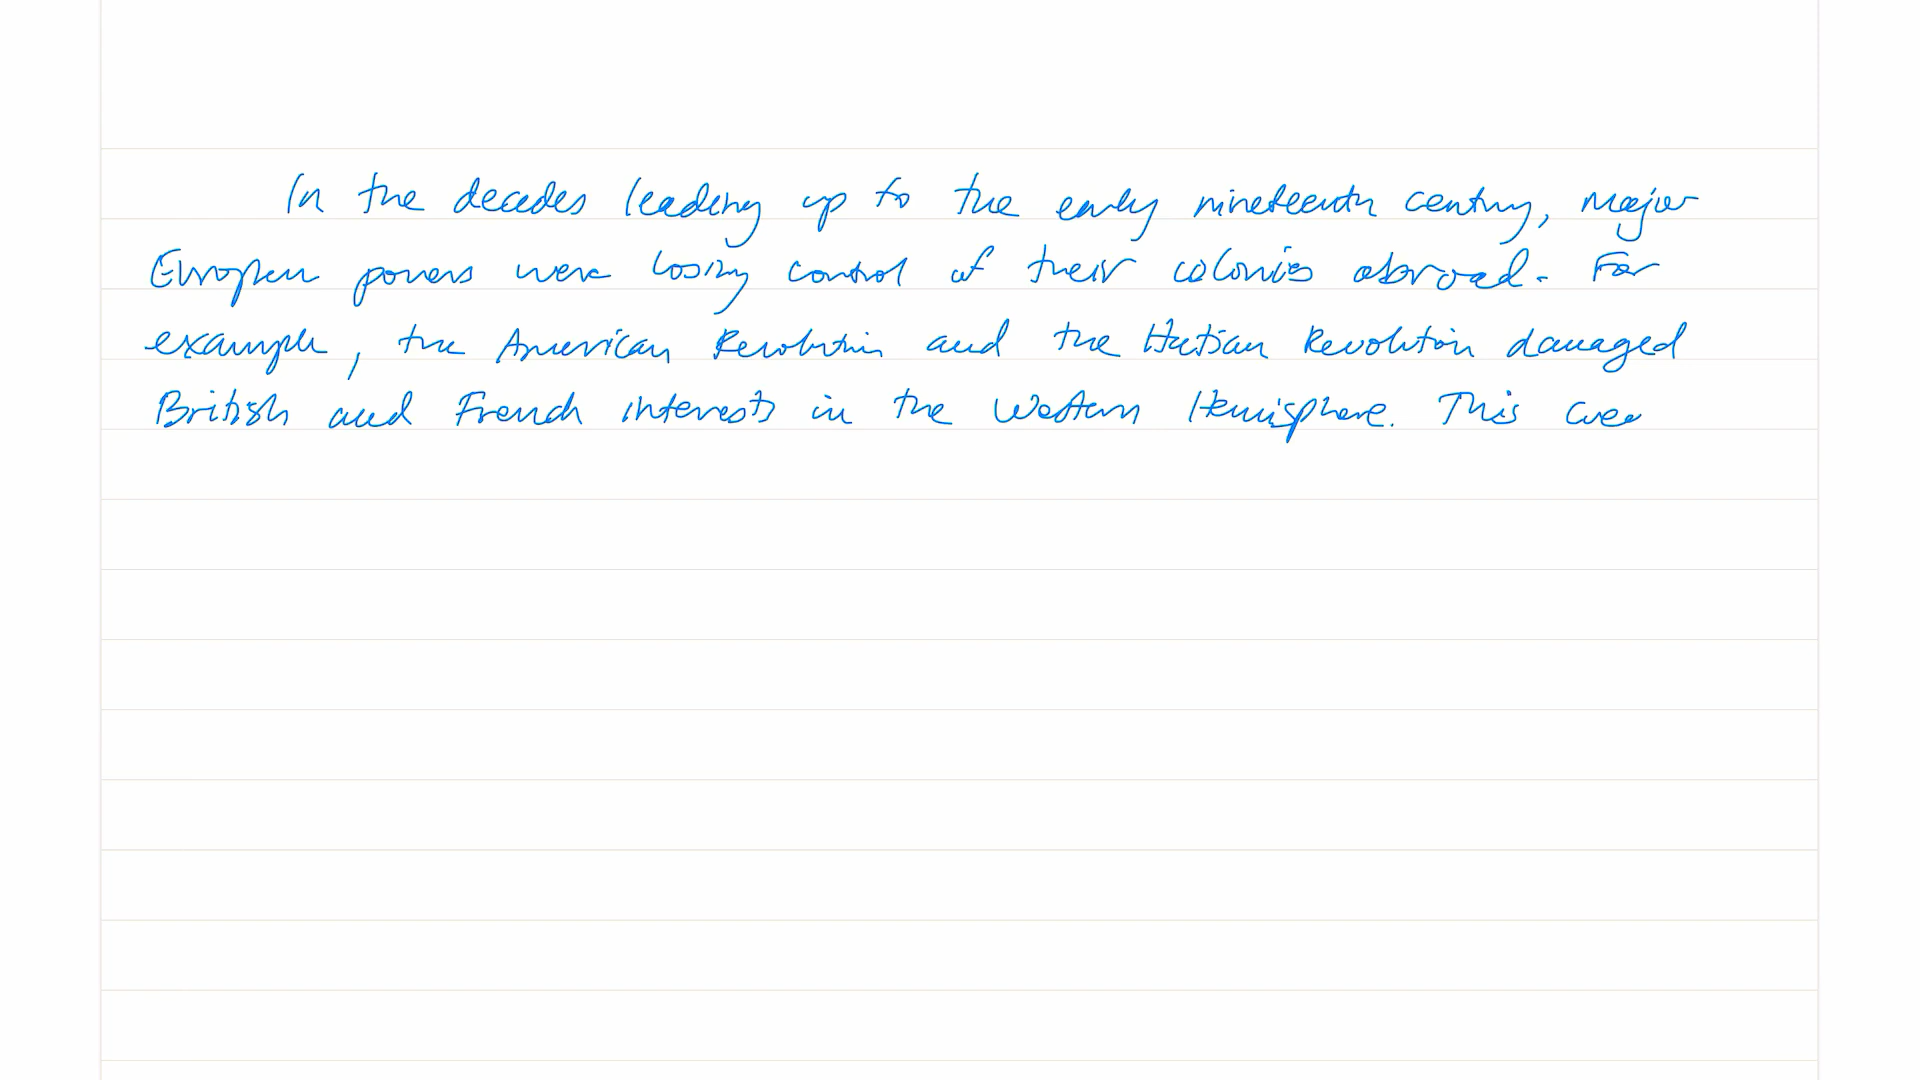 In the decades leading up to the early nineteenth century, major
European powers were losing control of their colonies abroad. For
example, the American Revolution and the Haitian Revolution damaged
British and French interests in the Western Hemisphere. This